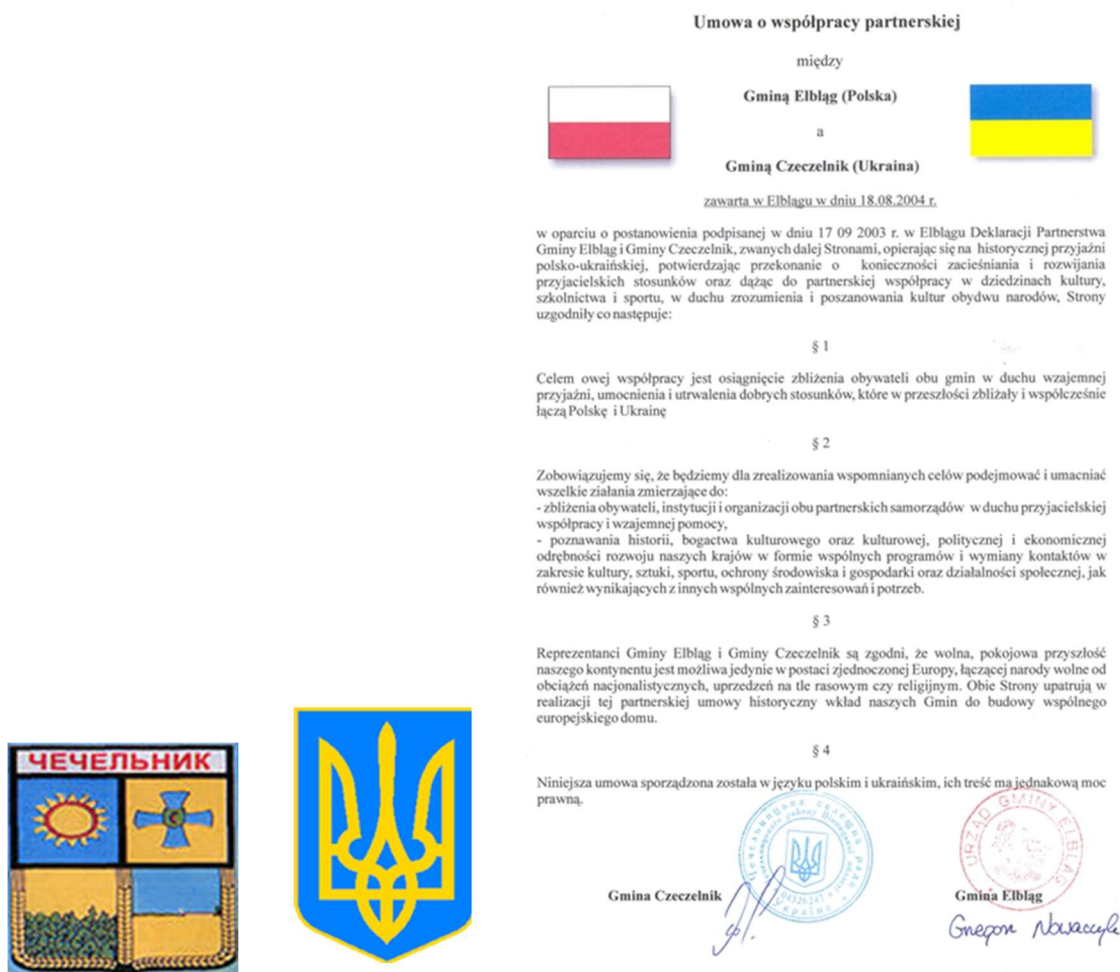 Umowa o współpracy partnerskiej
między
Gminą Elbląg (Polska)
a
Gminą Czeczelnik (Ukraina)
zawarta w Elblągu w dniu 18.08.2004 r.
w oparciu o postanowienia podpisanej w dniu 17 09 2003 r. w Elblągu Deklaracji Partnerstwa
Gminy Elbląg i Gminy Czeczelnik, zwanych dalej Stronami, opierając się na historycznej przyjaźni
polsko-ukraińskiej, potwierdzając przekonanie o konieczności zacieśniania i rozwijania
przyjacielskich stosunków oraz dążąc do partnerskiej współpracy w dziedzinach kultury,
szkolnictwa i sportu, w duchu zrozumienia i poszanowania kultur obydwu narodów, Strony
uzgodniły co następuje:
§ 1
Celem owej współpracy jest osiągnięcie zbliżenia obywateli obu gmin w duchu wzajemnej
przyjaźni, umocnienia i utrwalenia dobrych stosunków, które w przeszłości zbliżały i współcześnie
łączą Polskę i Ukrainę
§ 2
Zobowiązujemy się, że będziemy dla zrealizowania wspomnianych celów podejmować i umacniać
wszelkie ziałania zmierzające do:
- zbliżenia obywateli, instytucji i organizacji obu partnerskich samorządów w duchu przyjacielskiej
współpracy i wzajemnej pomocy,
- poznawania historii, bogactwa kulturowego oraz kulturowej, politycznej i ekonomicznej
odrębności rozwoju naszych krajów w formie wspólnych programów i wymiany kontaktów w
zakresie kultury, sztuki, sportu, ochrony środowiska i gospodarki oraz działalności społecznej, jak
również wynikających z innych wspólnych zainteresowań i potrzeb.
§ 3
Reprezentanci Gminy Elbląg i Gminy Czeczelnik są zgodni, że wolna, pokojowa przyszłość
naszego kontynentu jest możliwa jedynie w postaci zjednoczonej Europy, łączącej narody wolne od
obciążeń nacjonalistycznych, uprzedzeń na tle rasowym czy religijnym. Obie Strony upatrują w
realizacji tej partnerskiej umowy historyczny wkład naszych Gmin do budowy wspólnego
europejskiego domu.
§ 4
Niniejsza umowa sporządzona została w języku polskim i ukraińskim, ich treść ma jednakową moc
prawną.
Gmina Czeczelnik
Gmina Elbląg
URZĄD GMINY ELBLĄG
04326247
Україна
ЧЕЧЕЛЬНИК